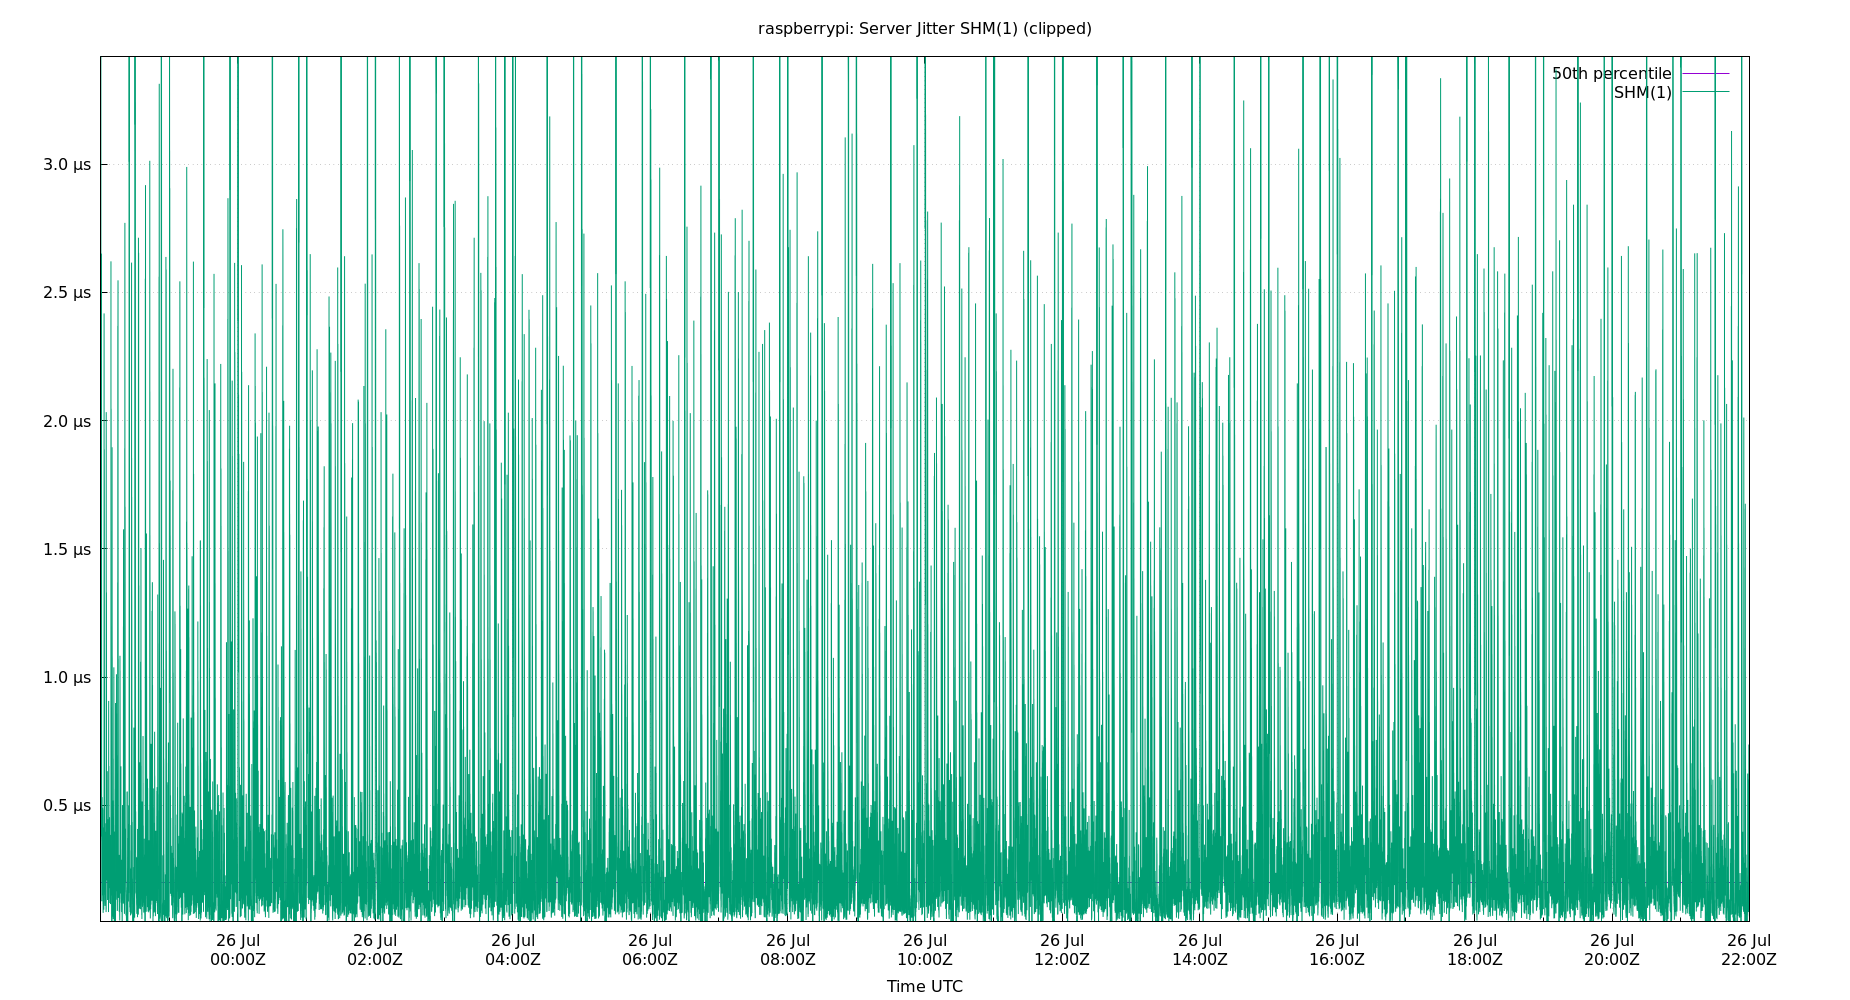 raspberrypi: Server Jitter SHM(1) (clipped)
50th percentile
SHM(1)
3.0 µs
2.5 µs
2.0 µs
1.5 µs
1.0 µs
0.5 µs
26 Jul 26 Jul 26 Jul 26 Jul 26 Jul 26 Jul 26 Jul 26 Jul 26 Jul 26 Jul 26 Jul 26 Jul
00:00Z 02:00Z 04:00Z 06:00Z 08:00Z 10:00Z 12:00Z 14:00Z 16:00Z 18:00Z 20:00Z 22:00Z
Time UTC